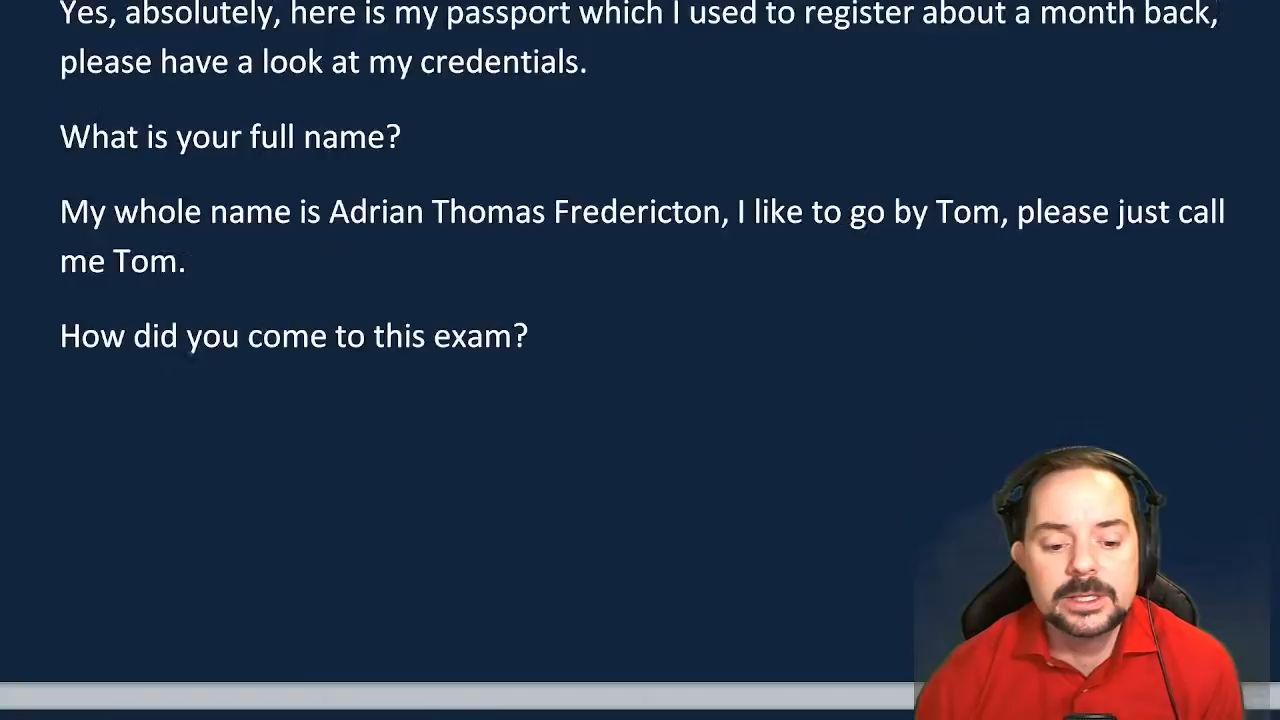 Yes, absolutely, here is my passport which I used to register about a month back,
please have a look at my credentials.
What is your full name?
My whole name is Adrian Thomas Fredericton, I like to go by Tom, please just call
me Tom.
How did you come to this exam?